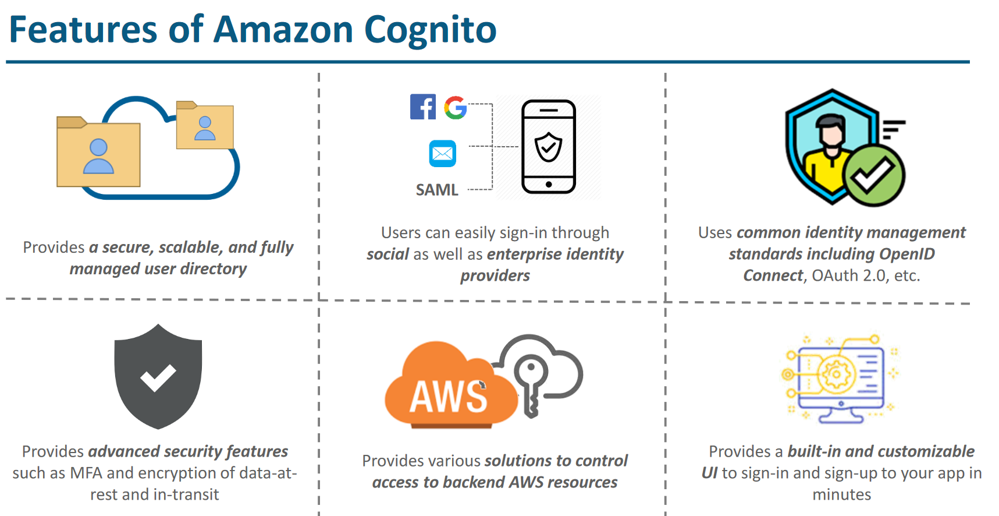 Features of Amazon Cognito
SAML
Provides a secure, scalable, and fully
managed user directory
Users can easily sign-in through
social as well as enterprise identity
providers
Uses common identity management
standards including OpenID
Connect, OAuth 2.0, etc.
AWS
Provides advanced security features
such as MFA and encryption of data-at-
rest and in-transit
Provides various solutions to control
access to backend AWS resources
Provides a built-in and customizable
UI to sign-in and sign-up to your app in
minutes